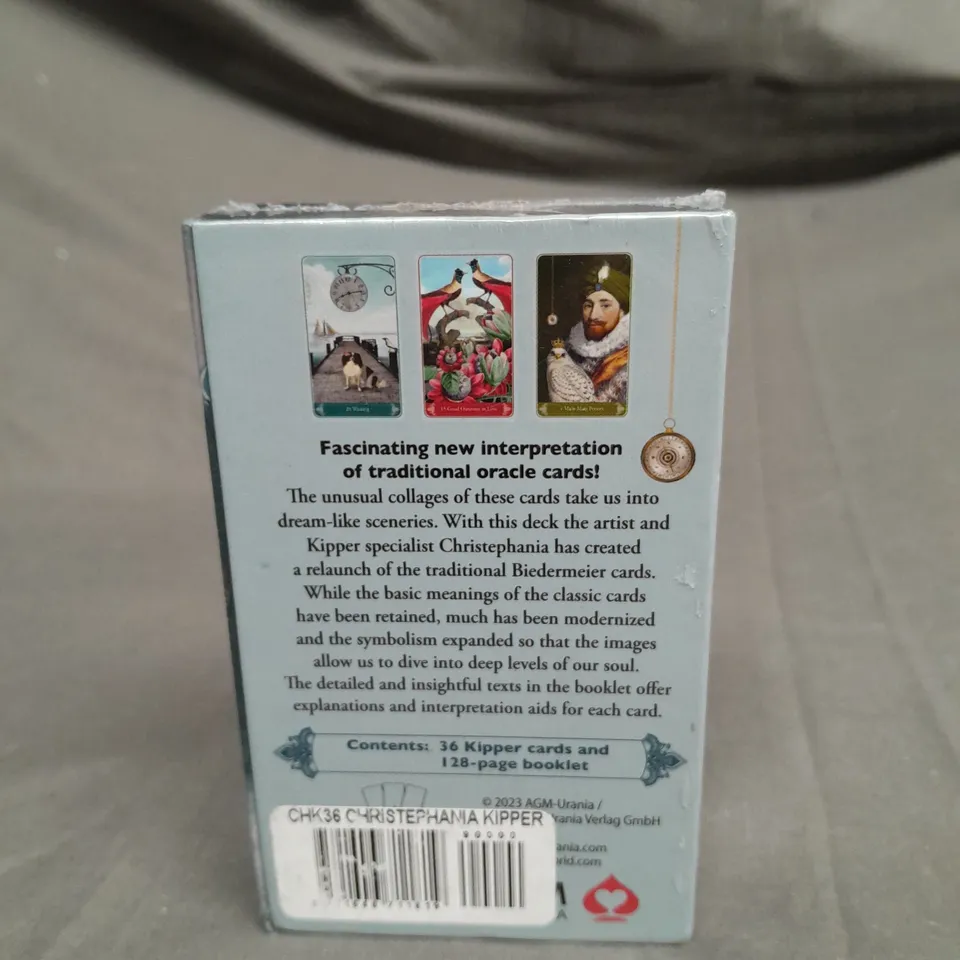 Fascinating new interpretation
of traditional oracle cards!
The unusual collages of these cards take us into
dream-like sceneries. With this deck the artist and
Kipper specialist Christephania has created
a relaunch of the traditional Biedermeier cards.
While the basic meanings of the classic cards
have been retained, much has been modernized
and the symbolism expanded so that the images
allow us to dive into deep levels of our soul.
The detailed and insightful texts in the booklet offer
explanations and interpretation aids for each card.
Contents: 36 Kipper cards and
128-page booklet
© 2023 AGM-Urania /
Verlag GmbH
CHK36 CHRISTEPHANIA KIPPER